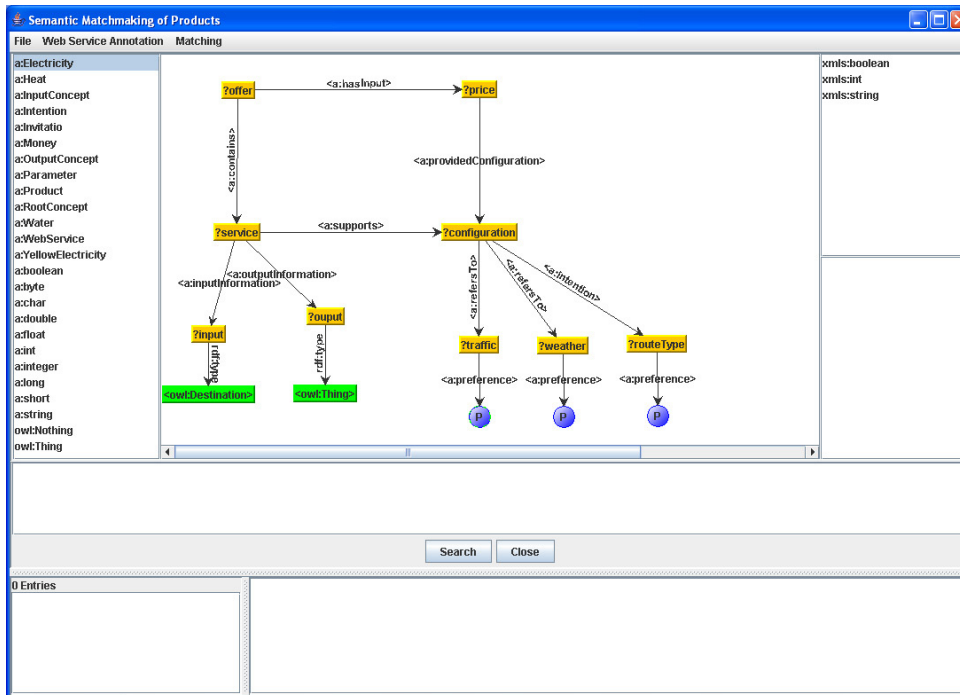 Semantic Matchmaking of Products
File Web Service Annotation Matching
a:Electricity
a:Heat
a:InputConcept
a:Intention
a:Invitatio
a:Money
a:OutputConcept
a:Parameter
a:Product
a:RootConcept
a:Water
a:WebService
a:YellowElectricity
a:boolean
a:byte
a:char
a:double
a:float
a:int
a:integer
a:long
a:short
a:string
owl:Nothing
owl:Thing
?offer <a:hasInput> ?price
<a:contains>
<a:providedConfiguration>
?service <a:supports> ?configuration
<a:inputInformation>
<a:outputInformation>
<a:refersTo>
<a:refersTo>
<a:intention>
?input
?ouput
?traffic
?weather
?routeType
rdf:type
rdf:type
<a:preference>
<a:preference>
<a:preference>
<owl:Destination>
<owl:Thing>
P
P
P
xmls:boolean
xmls:int
xmls:string
Search Close
0 Entries